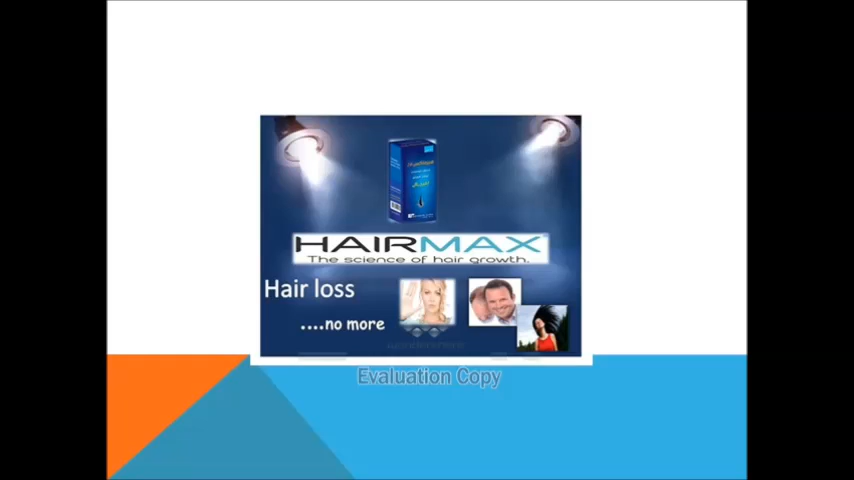 HAIRMAX®
The science of hair growth.
Hair loss
....no more
Evaluation Copy